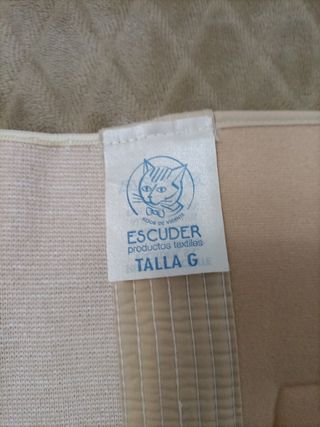 ESCUDER
productos textiles
TALLA G